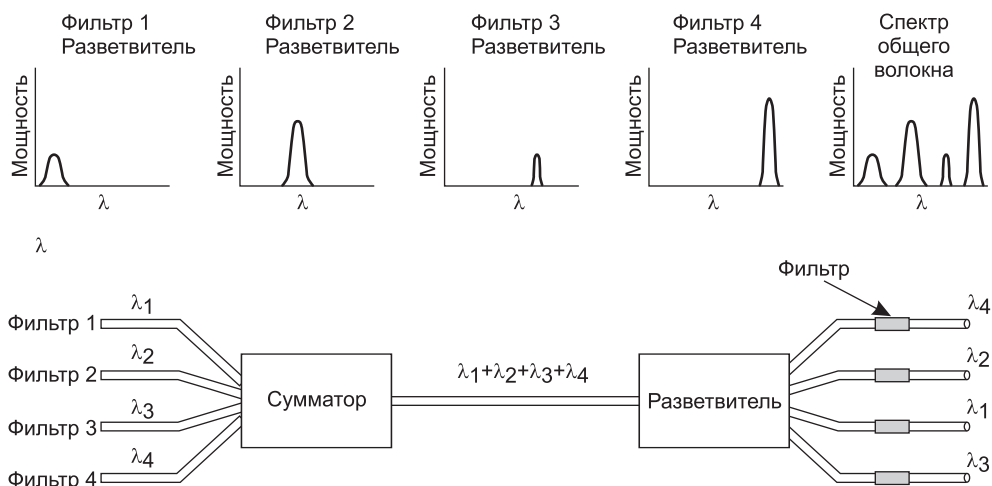 Фильтр 1
Разветвитель
Фильтр 2
Разветвитель
Фильтр 3
Разветвитель
Фильтр 4
Разветвитель
Спектр
общего
волокна
Мощность
λ
Мощность
λ
Мощность
λ
Мощность
λ
Мощность
λ
λ
Фильтр
Фильтр 1
λ1
Фильтр 2
λ2
Фильтр 3
λ3
Фильтр 4
λ4
Сумматор
λ1+λ2+λ3+λ4
Разветвитель
λ4
λ2
λ1
λ3